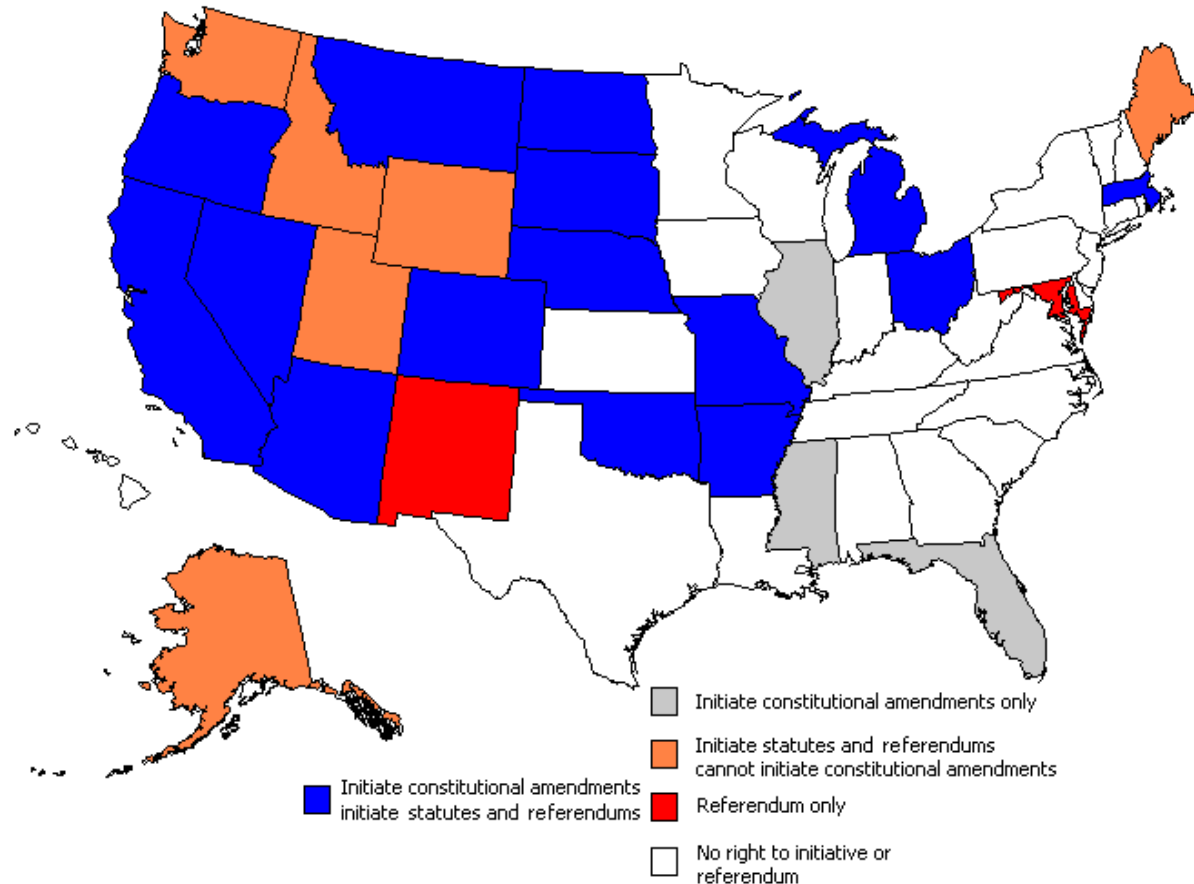 Initiate constitutional amendments only
Initiate statutes and referendums
cannot initiate constitutional amendments
Initiate constitutional amendments
initiate statutes and referendums
Referendum only
No right to initiative or
referendum